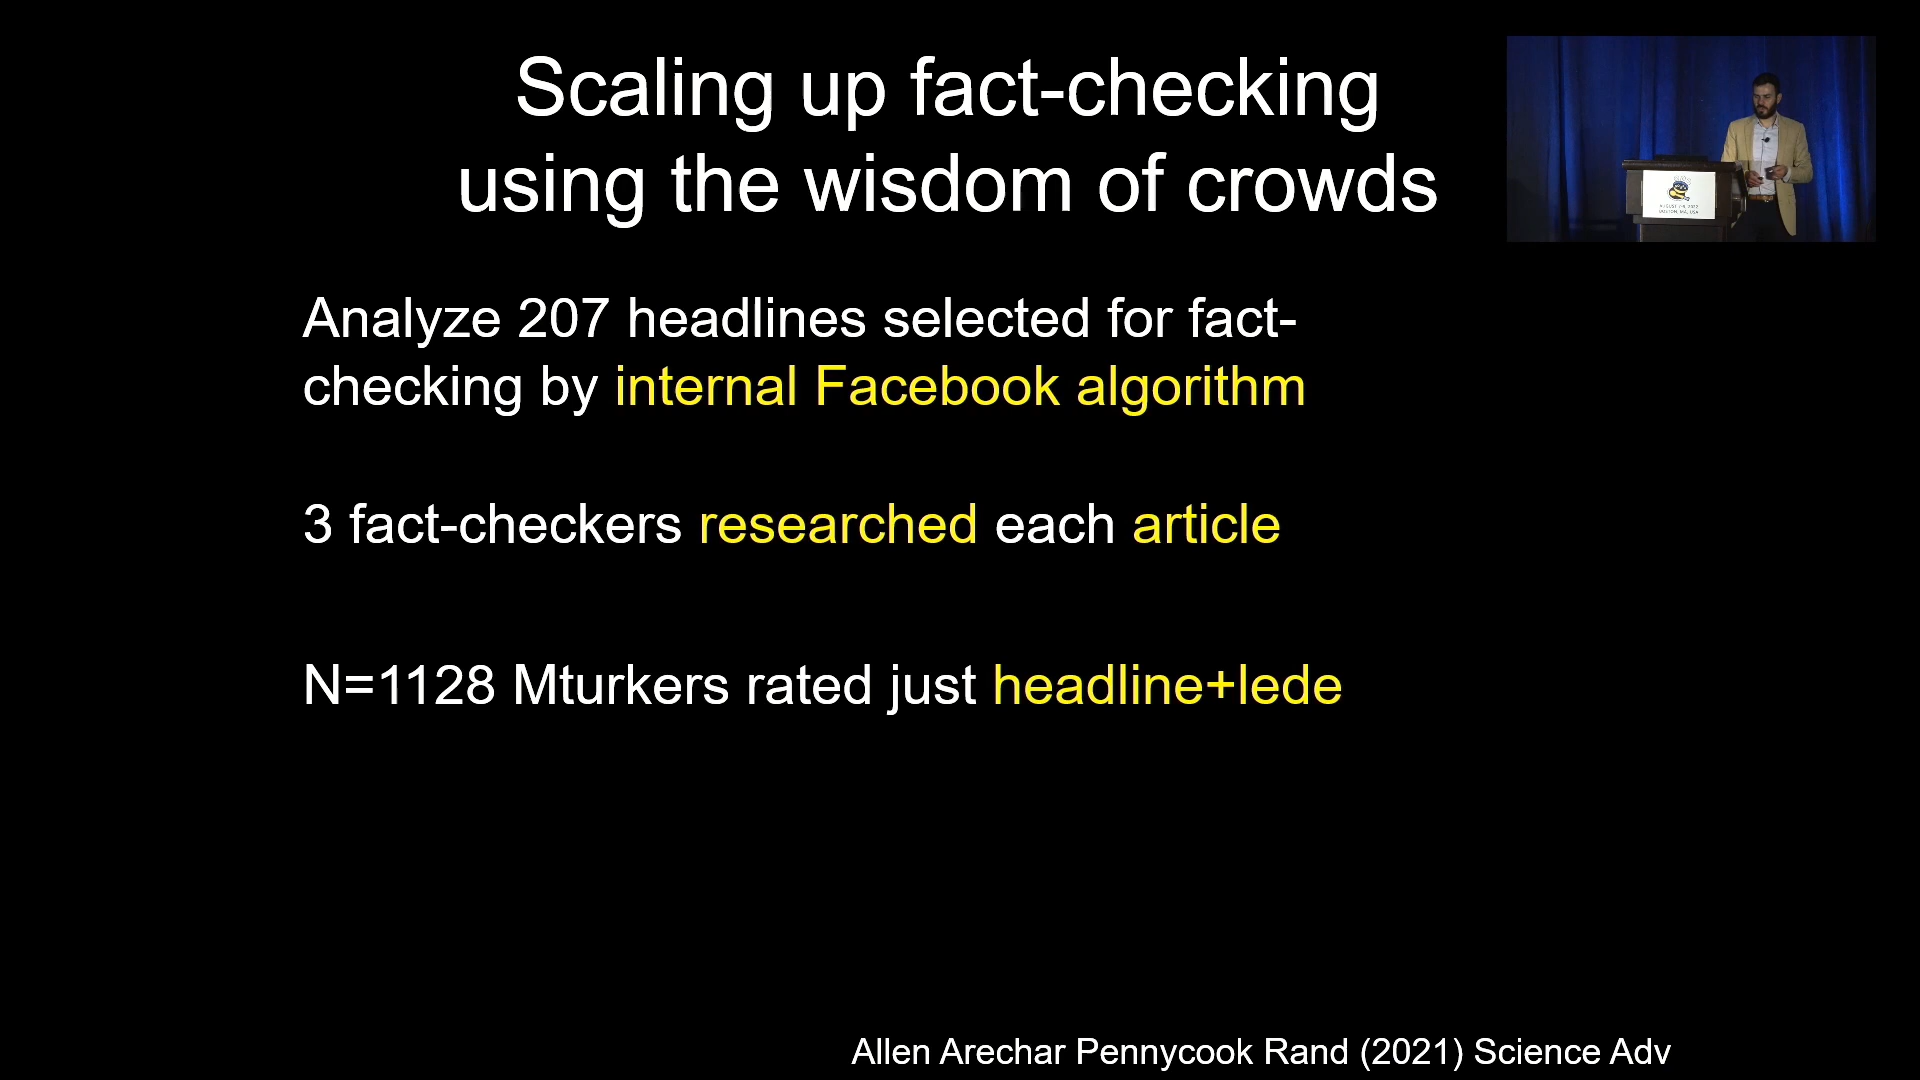 Scaling up fact-checking
using the wisdom of crowds
Analyze 207 headlines selected for fact-
checking by internal Facebook algorithm
3 fact-checkers researched each article
N=1128 Mturkers rated just headline+lede
Allen Arechar Pennycook Rand (2021) Science Adv